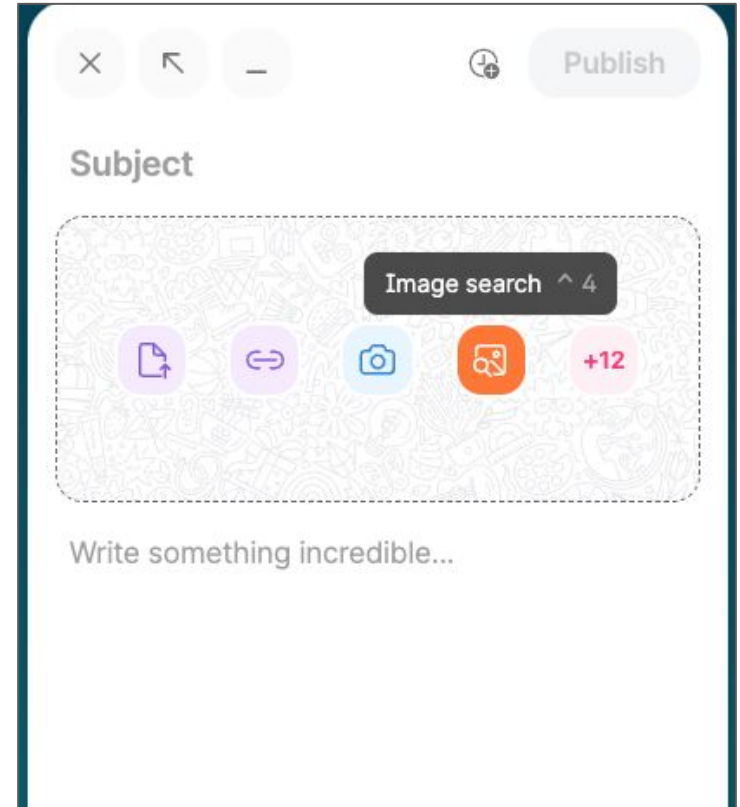 Publish
Subject
Image search ^ 4
+12
Write something incredible...